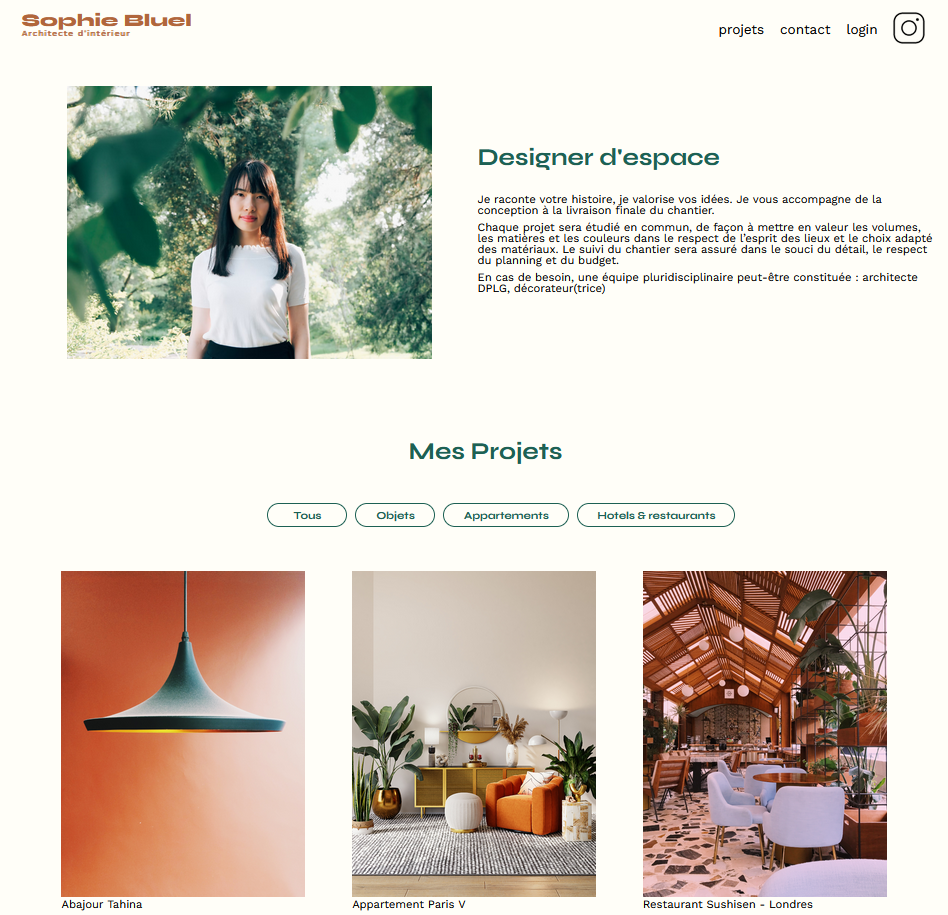 Sophie Bluel
Architecte d'intérieur
projets contact login
Designer d'espace
Je raconte votre histoire, je valorise vos idées. Je vous accompagne de la
conception à la livraison finale du chantier.
Chaque projet sera étudié en commun, de façon à mettre en valeur les volumes,
les matières et les couleurs dans le respect de l’esprit des lieux et le choix adapté
des matériaux. Le suivi du chantier sera assuré dans le souci du détail, le respect
du planning et du budget.
En cas de besoin, une équipe pluridisciplinaire peut-être constituée : architecte
DPLG, décorateur(trice)
Mes Projets
Tous Objets Appartements Hotels & restaurants
Abajour Tahina
Appartement Paris V
Restaurant Sushisen - Londres